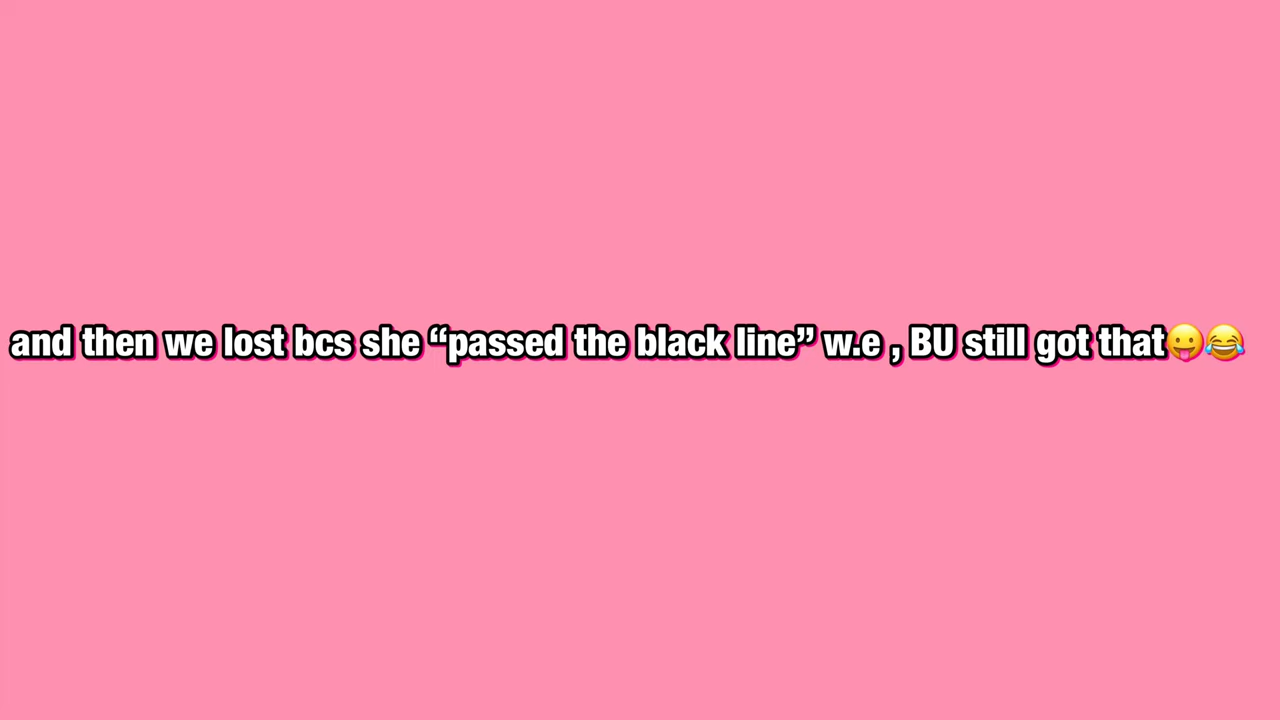 and then we lost bcs she “passed the black line” w.e , BU still got that😛😂